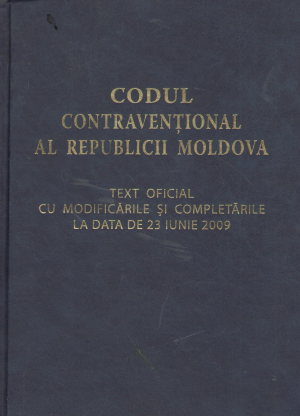 CODUL
CONTRAVENȚIONAL
AL REPUBLICII MOLDOVA
TEXT OFICIAL
CU MODIFICĂRILE ȘI COMPLETĂRILE
LA DATA DE 23 IUNIE 2009